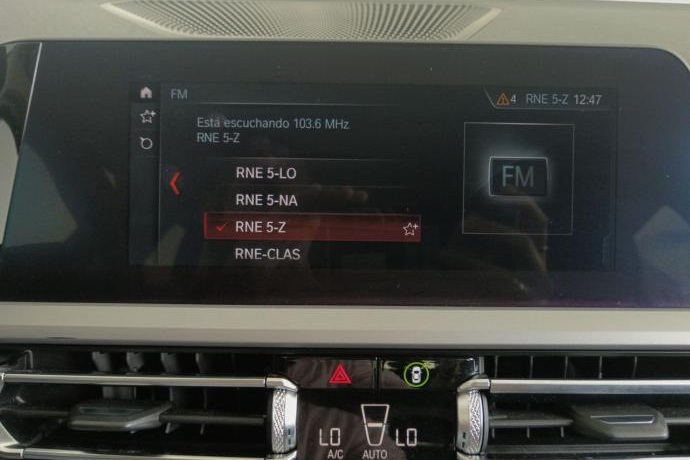 FM
4 RNE 5-Z 12:47
Está escuchando 103.6 MHz
RNE 5-Z
RNE 5-LO
RNE 5-NA
RNE 5-Z
RNE-CLAS
FM
LO LO
A/C AUTO